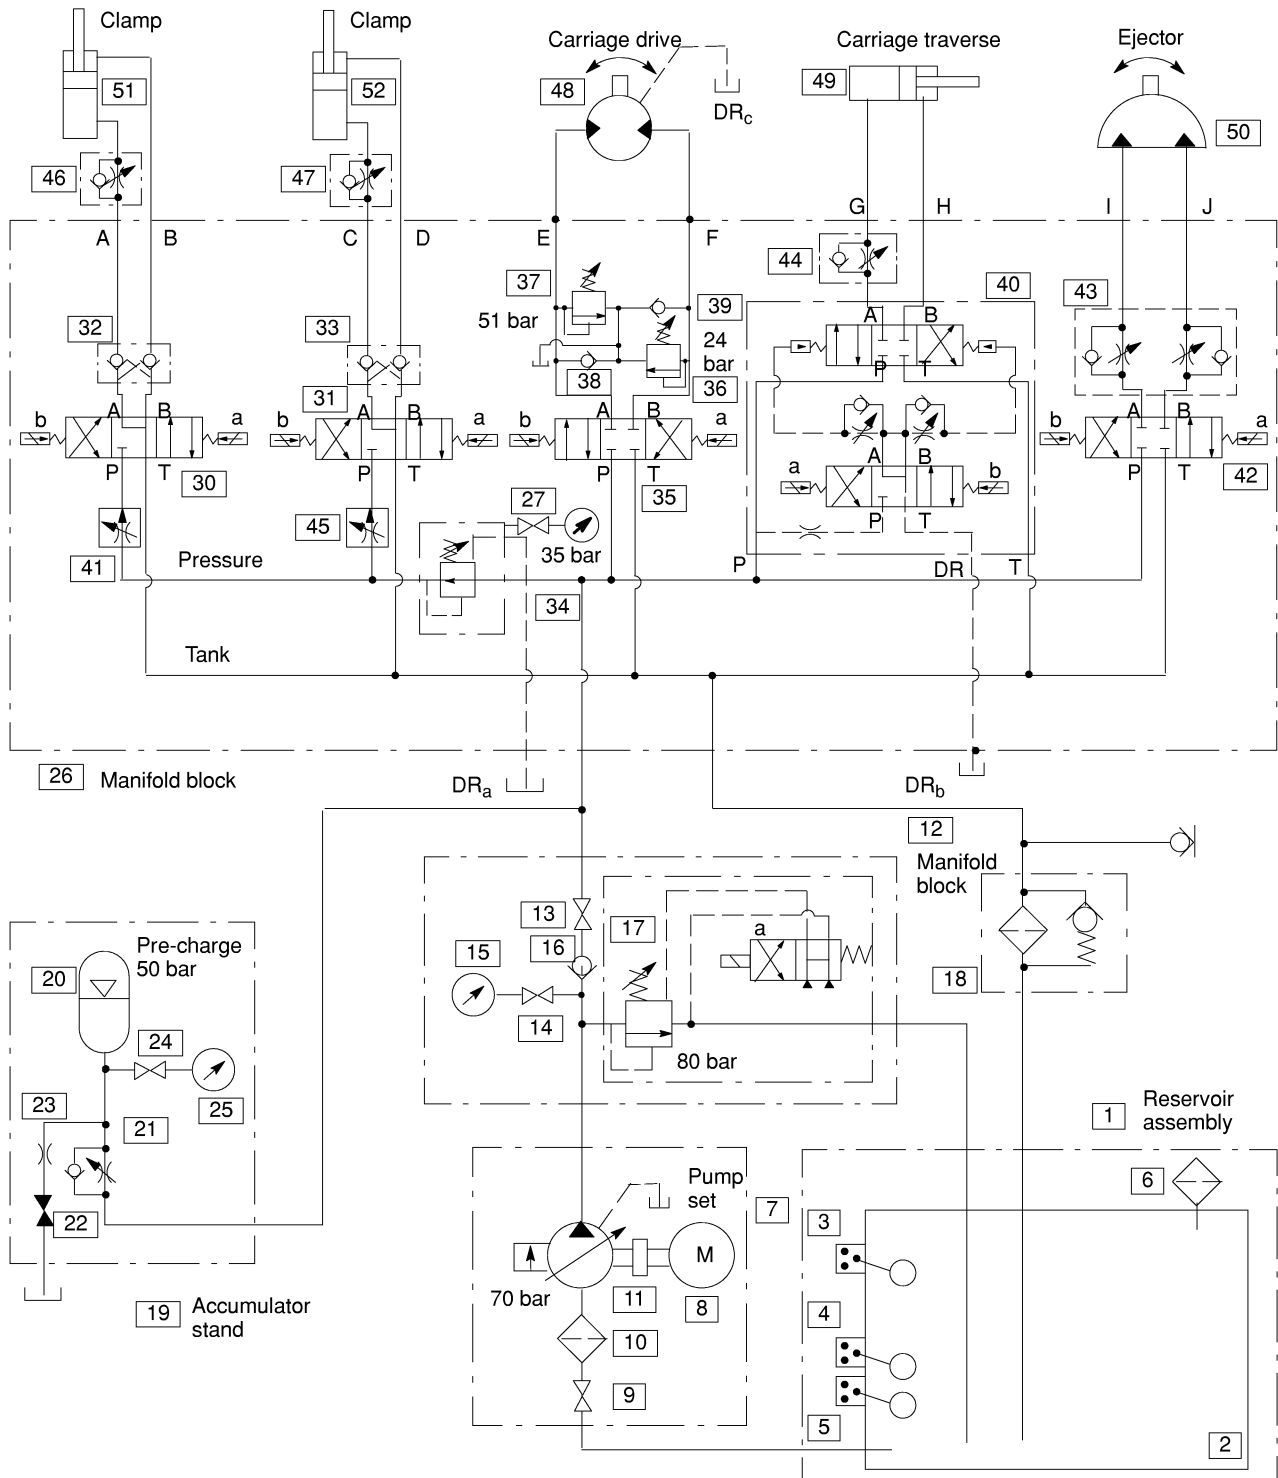 Clamp
Clamp
Carriage drive
Carriage traverse
Ejector
51
52
48
49
50
DRc
46
47
A
B
C
D
E
F
G
H
I
J
44
37
40
43
39
51 bar
32
33
24
bar
A
B
38
36
P
T
31
b
A
B
a
b
A
B
a
b
A
B
a
b
A
B
a
P
T
30
P
T
P
T
35
a
A
B
b
P
T
P
T
42
27
45
35 bar
41
Pressure
P
DR
T
34
Tank
26
Manifold block
DRa
DRb
12
Manifold
block
13
17
a
Pre-charge
50 bar
20
15
16
18
14
24
80 bar
25
23
21
1
Reservoir
assembly
22
Pump
set
7
6
3
M
70 bar
11
8
19
Accumulator
stand
10
4
9
5
2